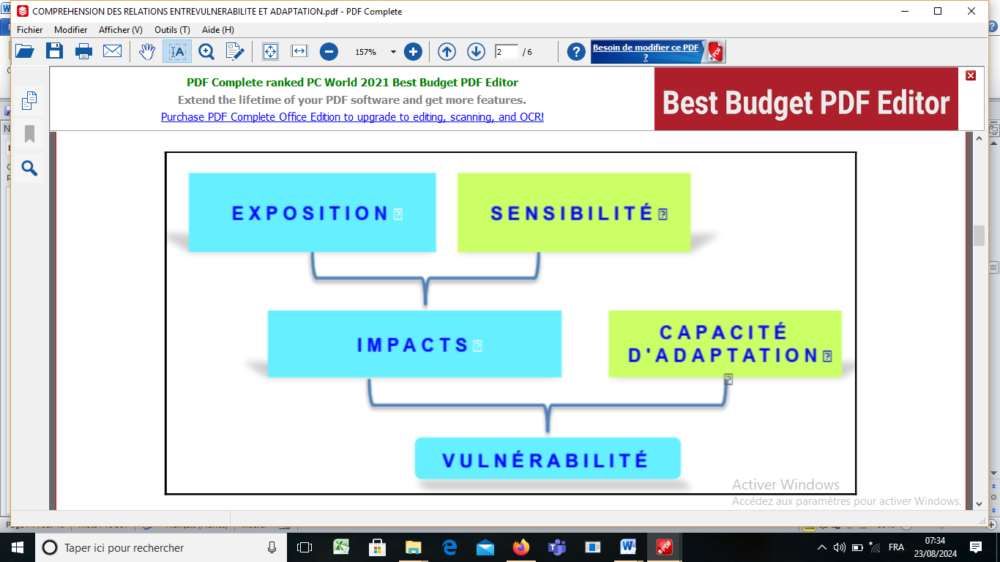 COMPREHENSION DES RELATIONS ENTREVULNERABILITE ET ADAPTATION.pdf - PDF Complete
Fichier Modifier Afficher (V) Outils (T) Aide (H)
157% 2 / 6 Besoin de modifier ce PDF ?
PDF Complete ranked PC World 2021 Best Budget PDF Editor
Extend the lifetime of your PDF software and get more features.
Purchase PDF Complete Office Edition to upgrade to editing, scanning, and OCR!
Best Budget PDF Editor
EXPOSITION
SENSIBILITÉ
IMPACTS
CAPACITÉ
D'ADAPTATION
VULNÉRABILITÉ
Activer Windows
Accédez aux paramètres pour activer Windows.
Taper ici pour rechercher
FRA
07:34
23/08/2024